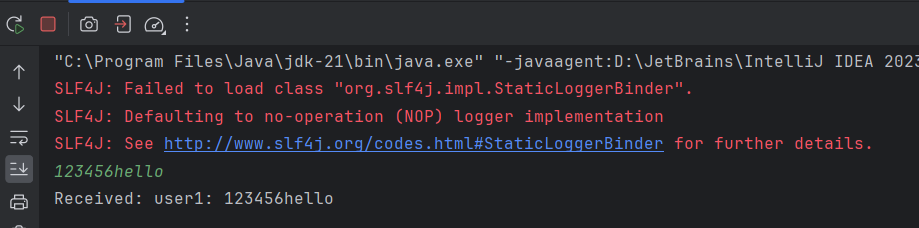 "C:\Program Files\Java\jdk-21\bin\java.exe" "-javaagent:D:\JetBrains\IntelliJ IDEA 2023
SLF4J: Failed to load class "org.slf4j.impl.StaticLoggerBinder".
SLF4J: Defaulting to no-operation (NOP) logger implementation
SLF4J: See http://www.slf4j.org/codes.html#StaticLoggerBinder for further details.
123456hello
Received: user1: 123456hello